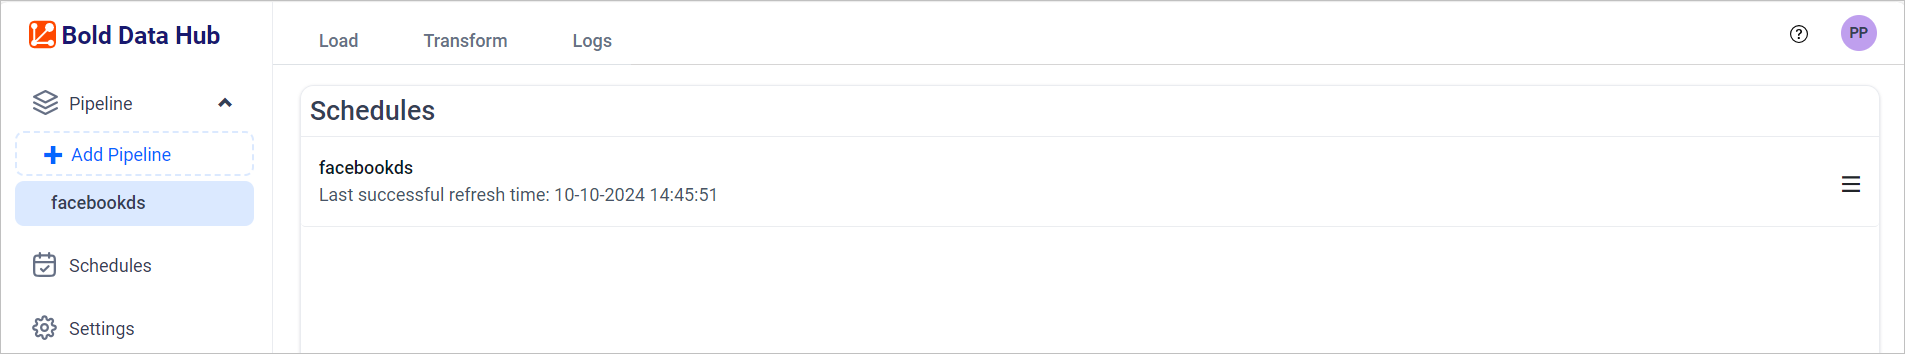 Bold Data Hub
Load Transform Logs
? PP
Pipeline
Add Pipeline
facebookds
Schedules
Settings
Schedules
facebookds
Last successful refresh time: 10-10-2024 14:45:51